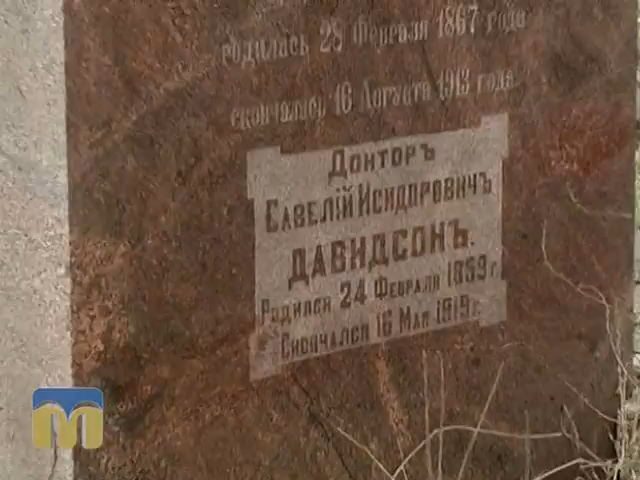 родилась 28 Февраля 1867 года
скончалась 16 Августа 1913 года
Докторъ
Савелій Исидоровичъ
ДАВИДСОНЪ.
Родился 24 Февраля 1859 г.
Скончался 16 Мая 1919 г.
m